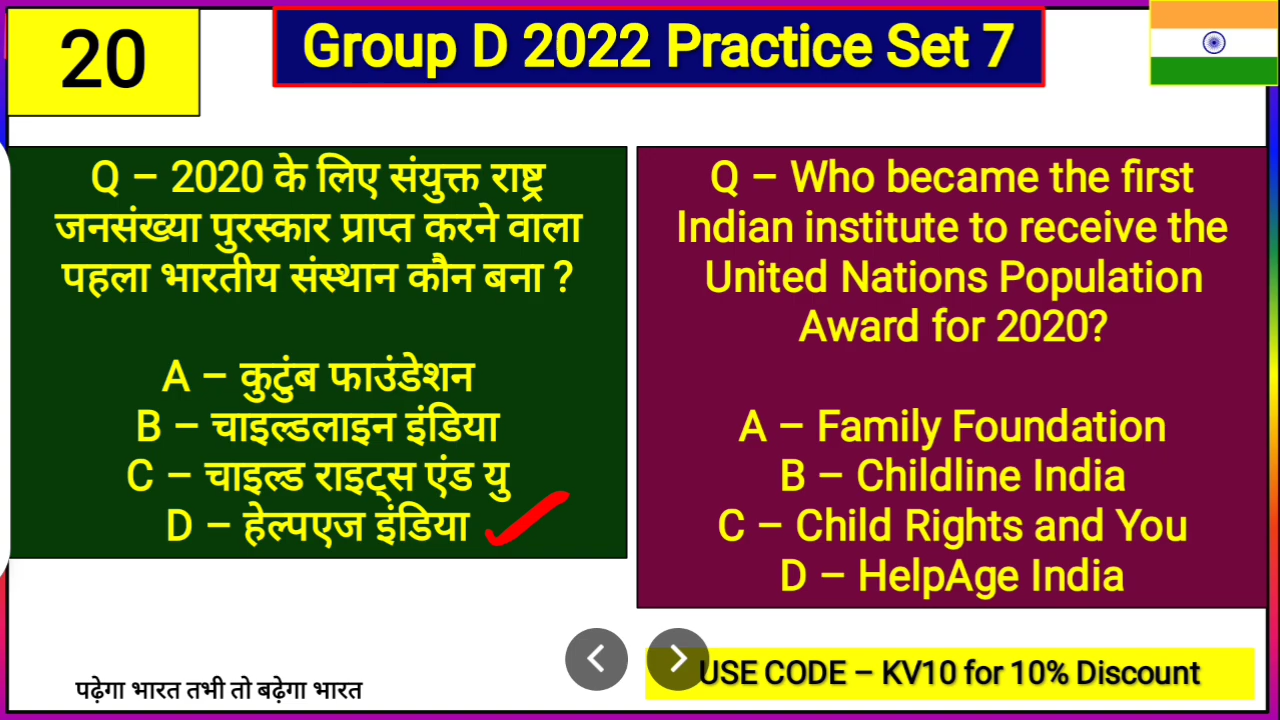 20
Group D 2022 Practice Set 7
Q – 2020 के लिए संयुक्त राष्ट्र
जनसंख्या पुरस्कार प्राप्त करने वाला
पहला भारतीय संस्थान कौन बना ?
A – कुटुंब फाउंडेशन
B – चाइल्डलाइन इंडिया
C – चाइल्ड राइट्स एंड यु
D – हेल्पएज इंडिया
Q – Who became the first
Indian institute to receive the
United Nations Population
Award for 2020?
A – Family Foundation
B – Childline India
C – Child Rights and You
D – HelpAge India
पढ़ेगा भारत तभी तो बढ़ेगा भारत
USE CODE – KV10 for 10% Discount